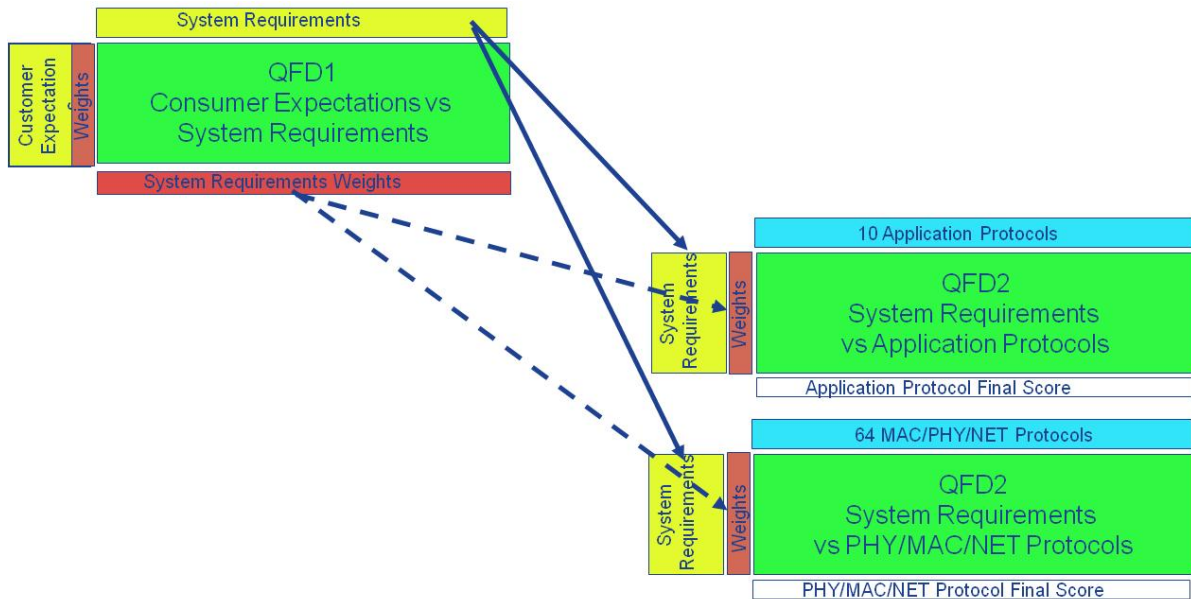 System Requirements
Customer
Expectation
Weights
QFD1
Consumer Expectations vs
System Requirements
System Requirements Weights
10 Application Protocols
System
Requirements
Weights
QFD2
System Requirements
vs Application Protocols
Application Protocol Final Score
64 MAC/PHY/NET Protocols
System
Requirements
Weights
QFD2
System Requirements
vs PHY/MAC/NET Protocols
PHY/MAC/NET Protocol Final Score